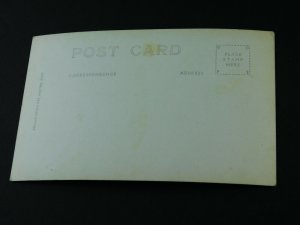 POST CARD
CORRESPONDENCE
ADDRESS
PLACE
STAMP
HERE